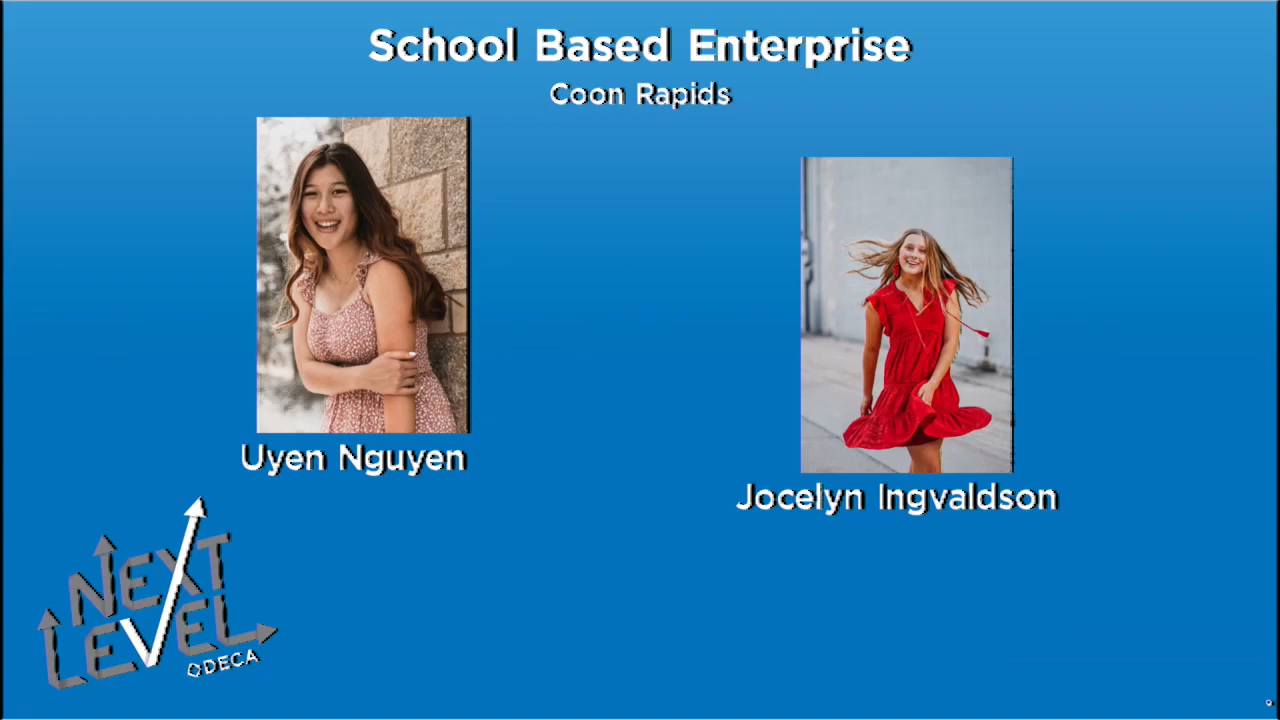 School Based Enterprise
Coon Rapids
Uyen Nguyen
Jocelyn Ingvaldson
NEXT
LEVEL
DECA